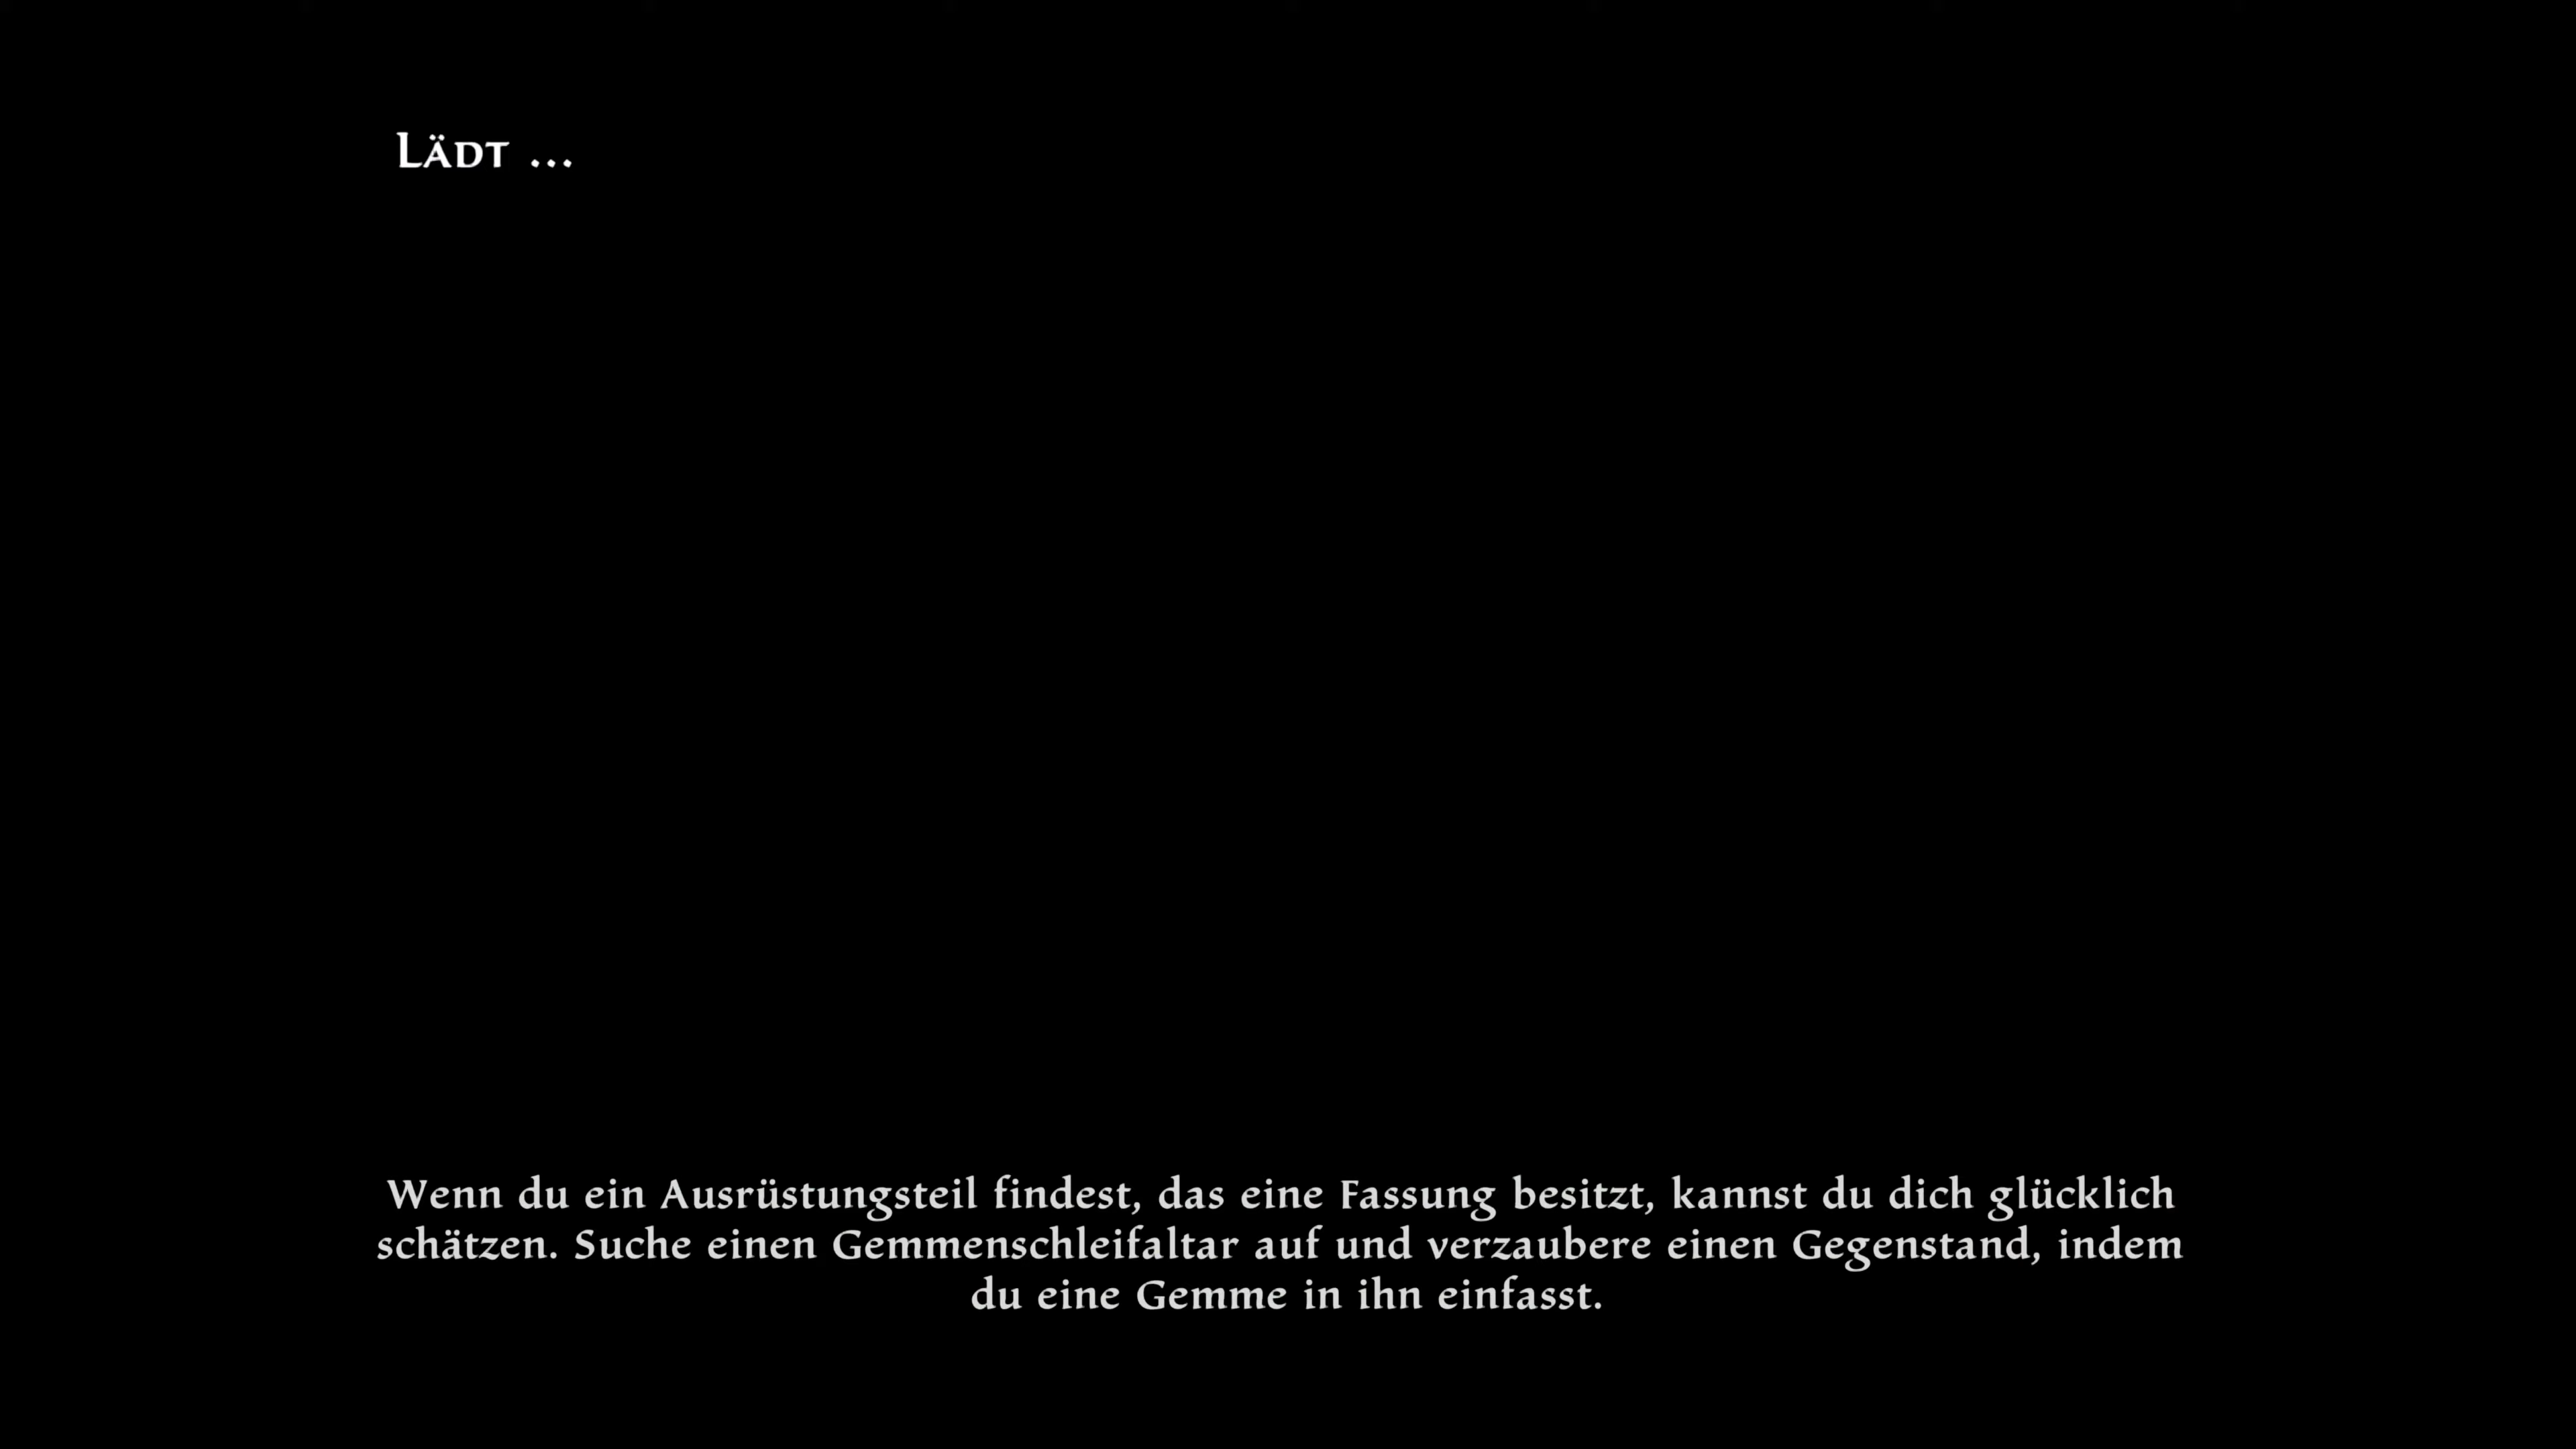 Lädt ...
Wenn du ein Ausrüstungsteil findest, das eine Fassung besitzt, kannst du dich glücklich
schätzen. Suche einen Gemmenschleifaltar auf und verzaubere einen Gegenstand, indem
du eine Gemme in ihn einfasst.